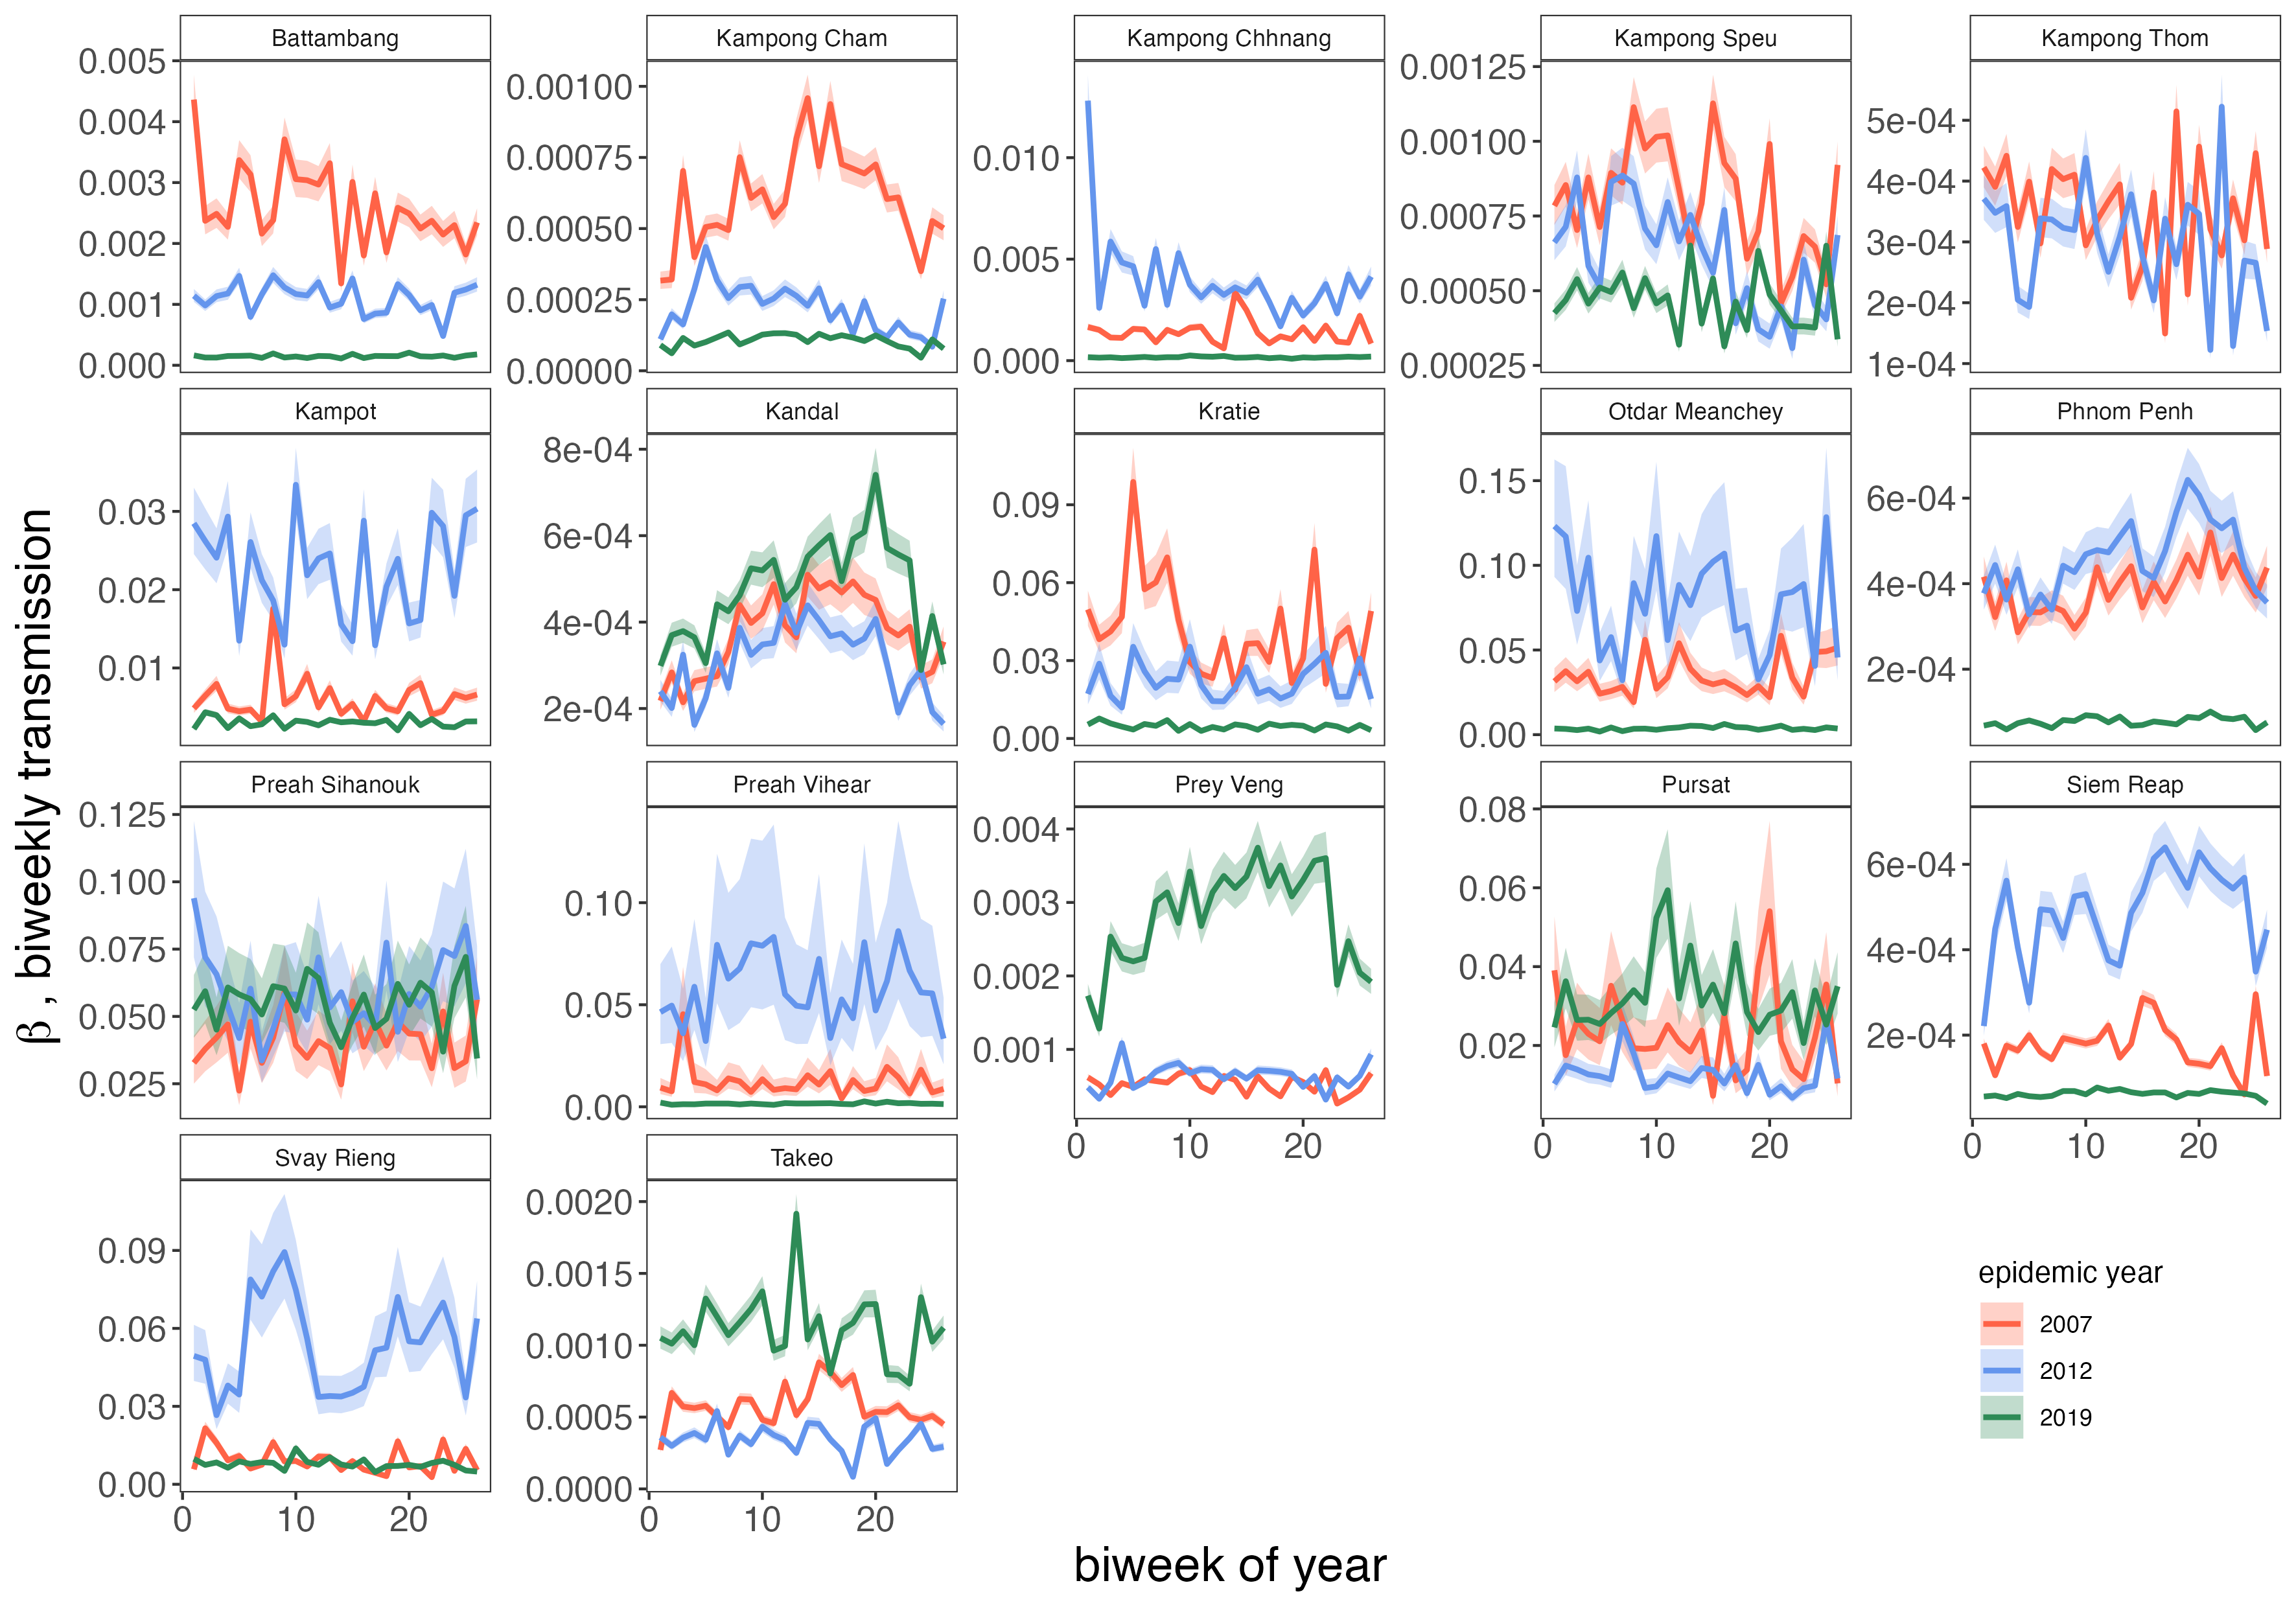 Battambang
Kampong Cham
Kampong Chhnang
Kampong Speu
Kampong Thom
0.005
0.004
0.003
0.002
0.001
0.000
0.00100
0.00075
0.00050
0.00025
0.00000
0.010
0.005
0.000
0.00125
0.00100
0.00075
0.00050
0.00025
5e-04
4e-04
3e-04
2e-04
1e-04
Kampot
Kandal
Kratie
Otdar Meanchey
Phnom Penh
0.03
0.02
0.01
8e-04
6e-04
4e-04
2e-04
0.09
0.06
0.03
0.00
0.15
0.10
0.05
0.00
6e-04
4e-04
2e-04
Preah Sihanouk
Preah Vihear
Prey Veng
Pursat
Siem Reap
0.125
0.100
0.075
0.050
0.025
0.10
0.05
0.00
0.004
0.003
0.002
0.001
0.08
0.06
0.04
0.02
6e-04
4e-04
2e-04
0 10 20
0 10 20
0 10 20
Svay Rieng
Takeo
0.09
0.06
0.03
0.00
0.0020
0.0015
0.0010
0.0005
0.0000
0 10 20
0 10 20
β , biweekly transmission
biweek of year
epidemic year
2007
2012
2019